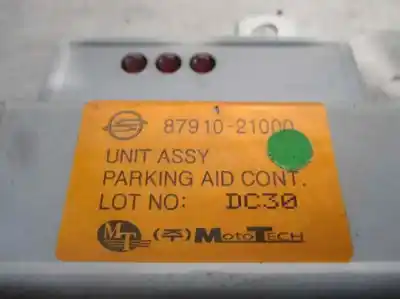 87910-21000
UNIT ASSY
PARKING AID CONT.
LOT NO: DC30
MT (주) MOTOTECH